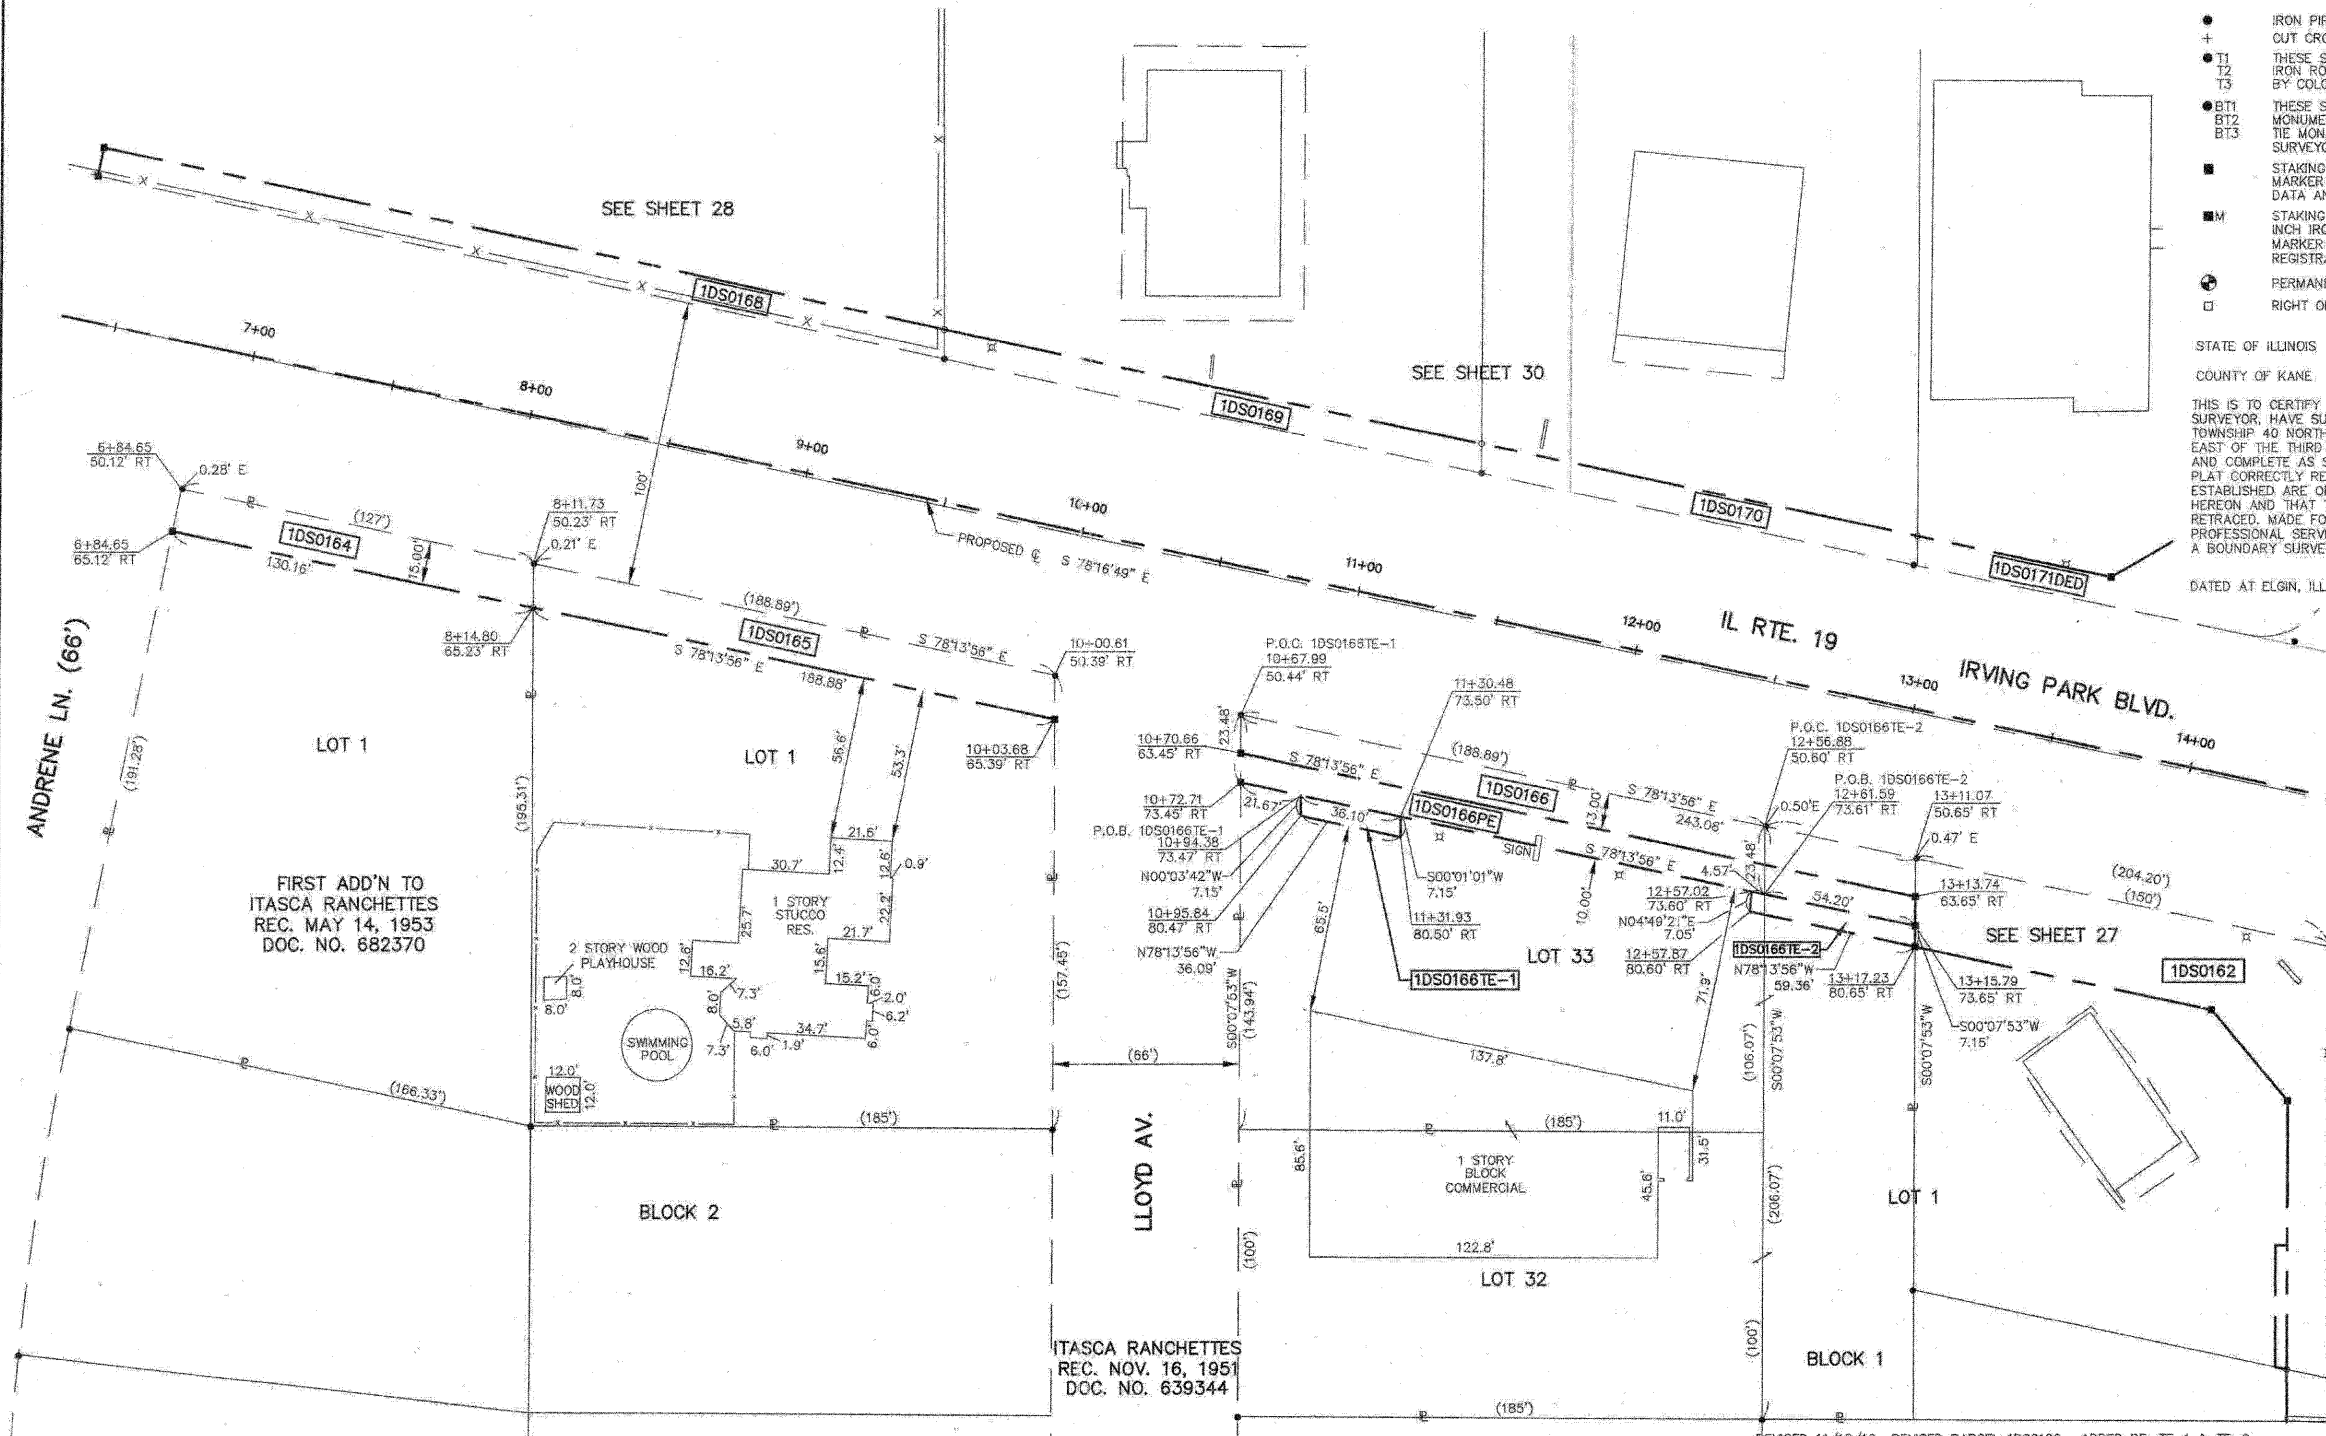 IRON PIP
CUT CRO
T1 THESE S
T2 IRON RO
T3 BY COLO
BT1 THESE S
BT2 MONUME
BT3 TIE MON
SURVEYO
STAKING
MARKER
DATA AN
M STAKING
INCH IRO
MARKER
REGISTRA
PERMANE
RIGHT O
STATE OF ILLINOIS
COUNTY OF KANE
THIS IS TO CERTIFY
SURVEYOR, HAVE SU
TOWNSHIP 40 NORTH
EAST OF THE THIRD
AND COMPLETE AS S
PLAT CORRECTLY RE
ESTABLISHED ARE O
HEREON AND THAT
RETRACED. MADE FO
PROFESSIONAL SERV
A BOUNDARY SURVE
DATED AT ELGIN, ILL
SEE SHEET 28
1DS0168
SEE SHEET 30
1DS0169
1DS0170
1DS0171DED
7+00
8+00
9+00
10+00
11+00
12+00
13+00
14+00
100'
PROPOSED ℄ S 78°16'49" E
IL RTE. 19
IRVING PARK BLVD.
6+84.65
50.12' RT
0.28' E
6+84.65
65.12' RT
(127')
1DS0164
130.16'
15.00'
8+11.73
50.23' RT
0.21' E
8+14.80
65.23' RT
(188.89')
1DS0165
S 78°13'56" E
S 78°13'56" E
188.88'
10+00.61
50.39' RT
10+03.68
65.39' RT
ANDRENE LN. (66')
(191.28')
LOT 1
(195.31')
LOT 1
56.6'
53.3'
FIRST ADD'N TO
ITASCA RANCHETTES
REC. MAY 14, 1953
DOC. NO. 682370
21.6'
30.7'
12.4'
12.6'
0.9'
1 STORY
STUCCO
RES.
25.7'
22.2'
21.7'
2 STORY WOOD
PLAYHOUSE
12.6'
15.6'
16.2'
15.2'
8.0'
8.0'
7.3'
8.0'
6.0'
2.0'
6.2'
5.8'
34.7'
6.0'
7.3'
6.0'
1.9'
SWIMMING
POOL
12.0'
WOOD
SHED
12.0'
(157.45')
(166.33')
(185')
BLOCK 2
(66')
LLOYD AV.
ITASCA RANCHETTES
REC. NOV. 16, 1951
DOC. NO. 639344
P.O.C. 1DS0166TE-1
10+67.99
50.44' RT
23.48'
10+70.66
63.45' RT
10+72.71
73.45' RT
P.O.B. 1DS0166TE-1
10+94.38
73.47' RT
N00°03'42"W
7.15'
10+95.84
80.47' RT
N78°13'56"W
36.09'
S00°07'53"W
(143.94')
21.67'
36.10'
S 78°13'56" E
11+30.48
73.50' RT
(188.89')
1DS0166
1DS0166PE
SIGN
S00°01'01"W
7.15'
11+31.93
80.50' RT
1DS0166TE-1
65.5'
13.00'
S 78°13'56" E
243.08'
S 78°13'56" E
10.00'
P.O.C. 1DS0166TE-2
12+56.88
50.60' RT
P.O.B. 1DS0166TE-2
12+61.59
73.61' RT
0.50'E
13+11.07
50.65' RT
0.47' E
23.48'
4.57'
12+57.02
73.60' RT
N04°49'21"E
7.05'
12+57.87
80.60' RT
54.20'
1DS0166TE-2
N78°13'56"W
59.36'
13+13.74
63.65' RT
13+17.23
80.65' RT
13+15.79
73.65' RT
S00°07'53"W
7.15'
(204.20')
(150')
SEE SHEET 27
1DS0162
LOT 33
71.9'
137.8'
(106.07')
S00°07'53"W
S00°07'53"W
(185')
11.0'
31.5'
85.6'
1 STORY
BLOCK
COMMERCIAL
45.6'
122.8'
LOT 32
(206.07')
LOT 1
(100')
(100')
BLOCK 1
(185')